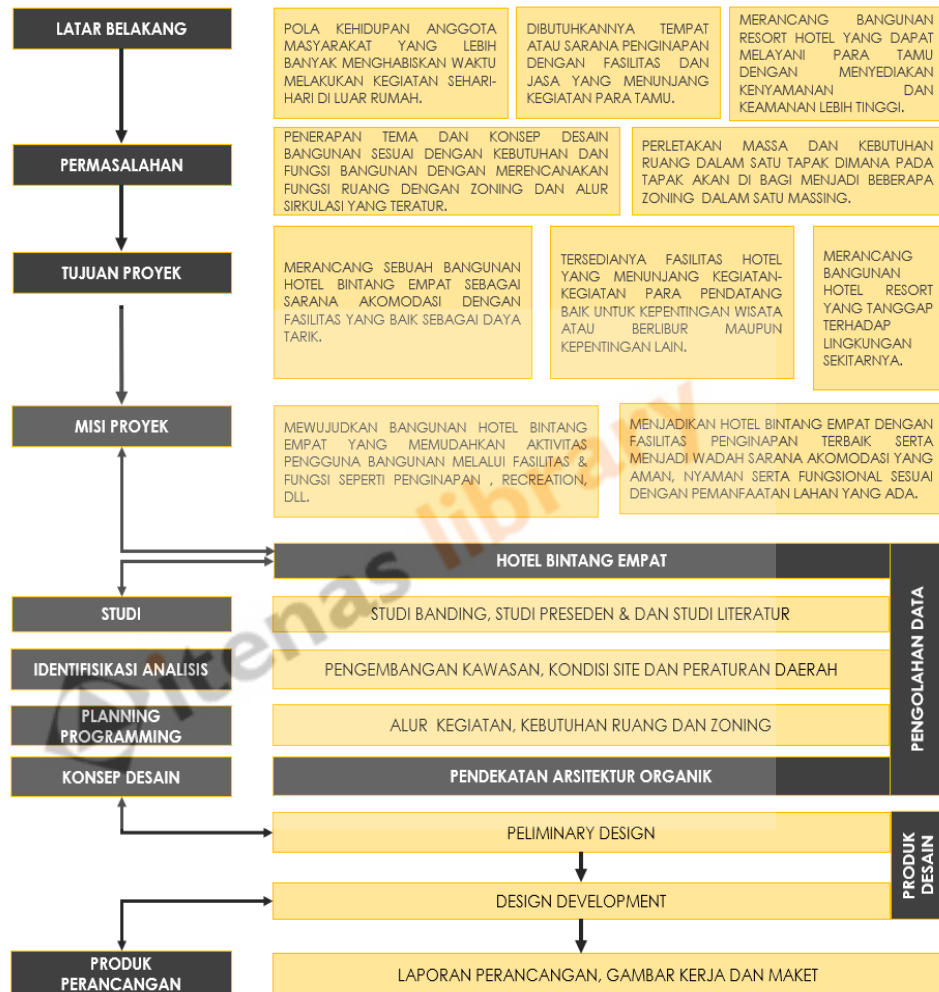 LATAR BELAKANG
POLA KEHIDUPAN ANGGOTA
MASYARAKAT YANG LEBIH
BANYAK MENGHABISKAN WAKTU
MELAKUKAN KEGIATAN SEHARI-
HARI DI LUAR RUMAH.
DIBUTUHKANNYA TEMPAT
ATAU SARANA PENGINAPAN
DENGAN FASILITAS DAN
JASA YANG MENUNJANG
KEGIATAN PARA TAMU.
MERANCANG BANGUNAN
RESORT HOTEL YANG DAPAT
MELAYANI PARA TAMU
DENGAN MENYEDIAKAN
KENYAMANAN DAN
KEAMANAN LEBIH TINGGI.
PERMASALAHAN
PENERAPAN TEMA DAN KONSEP DESAIN
BANGUNAN SESUAI DENGAN KEBUTUHAN DAN
FUNGSI BANGUNAN DENGAN MERENCANAKAN
FUNGSI RUANG DENGAN ZONING DAN ALUR
SIRKULASI YANG TERATUR.
PERLETAKAN MASSA DAN KEBUTUHAN
RUANG DALAM SATU TAPAK DIMANA PADA
TAPAK AKAN DI BAGI MENJADI BEBERAPA
ZONING DALAM SATU MASSING.
TUJUAN PROYEK
MERANCANG SEBUAH BANGUNAN
HOTEL BINTANG EMPAT SEBAGAI
SARANA AKOMODASI DENGAN
FASILITAS YANG BAIK SEBAGAI DAYA
TARIK.
TERSEDIANYA FASILITAS HOTEL
YANG MENUNJANG KEGIATAN-
KEGIATAN PARA PENDATANG
BAIK UNTUK KEPENTINGAN WISATA
ATAU BERLIBUR MAUPUN
KEPENTINGAN LAIN.
MERANCANG
BANGUNAN
HOTEL RESORT
YANG TANGGAP
TERHADAP
LINGKUNGAN
SEKITARNYA.
MISI PROYEK
MEWUJUDKAN BANGUNAN HOTEL BINTANG
EMPAT YANG MEMUDAHKAN AKTIVITAS
PENGGUNA BANGUNAN MELALUI FASILITAS &
FUNGSI SEPERTI PENGINAPAN , RECREATION,
DLL.
MENJADIKAN HOTEL BINTANG EMPAT DENGAN
FASILITAS PENGINAPAN TERBAIK SERTA
MENJADI WADAH SARANA AKOMODASI YANG
AMAN, NYAMAN SERTA FUNGSIONAL SESUAI
DENGAN PEMANFAATAN LAHAN YANG ADA.
HOTEL BINTANG EMPAT
STUDI
STUDI BANDING, STUDI PRESEDEN & DAN STUDI LITERATUR
IDENTIFISIKASI ANALISIS
PENGEMBANGAN KAWASAN, KONDISI SITE DAN PERATURAN DAERAH
PLANNING
PROGRAMMING
ALUR KEGIATAN, KEBUTUHAN RUANG DAN ZONING
KONSEP DESAIN
PENDEKATAN ARSITEKTUR ORGANIK
PENGOLAHAN DATA
PELIMINARY DESIGN
DESIGN DEVELOPMENT
PRODUK
DESAIN
PRODUK
PERANCANGAN
LAPORAN PERANCANGAN, GAMBAR KERJA DAN MAKET
itenas library